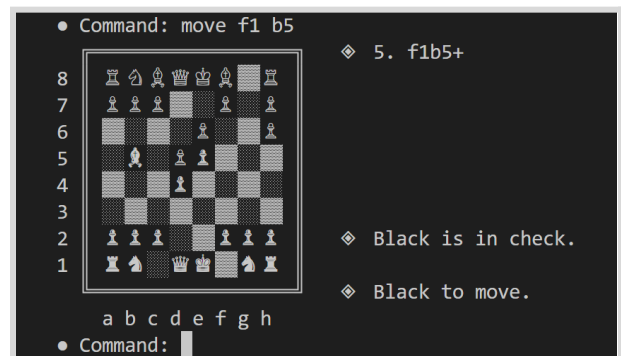 ● Command: move f1 b5
◈ 5. f1b5+
8 ♖♘♗♕♔♗▒♖
7 ♙♙♙▒░♙░♙
6 ▒░▒░♙░▒♙
5 ░♝░♙♟▒░▒
4 ▒░▒♟▒░▒░
3 ░▒░▒░▒░▒
2 ♟♟♟░▒♟♟♟ ◈ Black is in check.
1 ♜♞░♛♚▒♞♜
◈ Black to move.
a b c d e f g h
● Command: